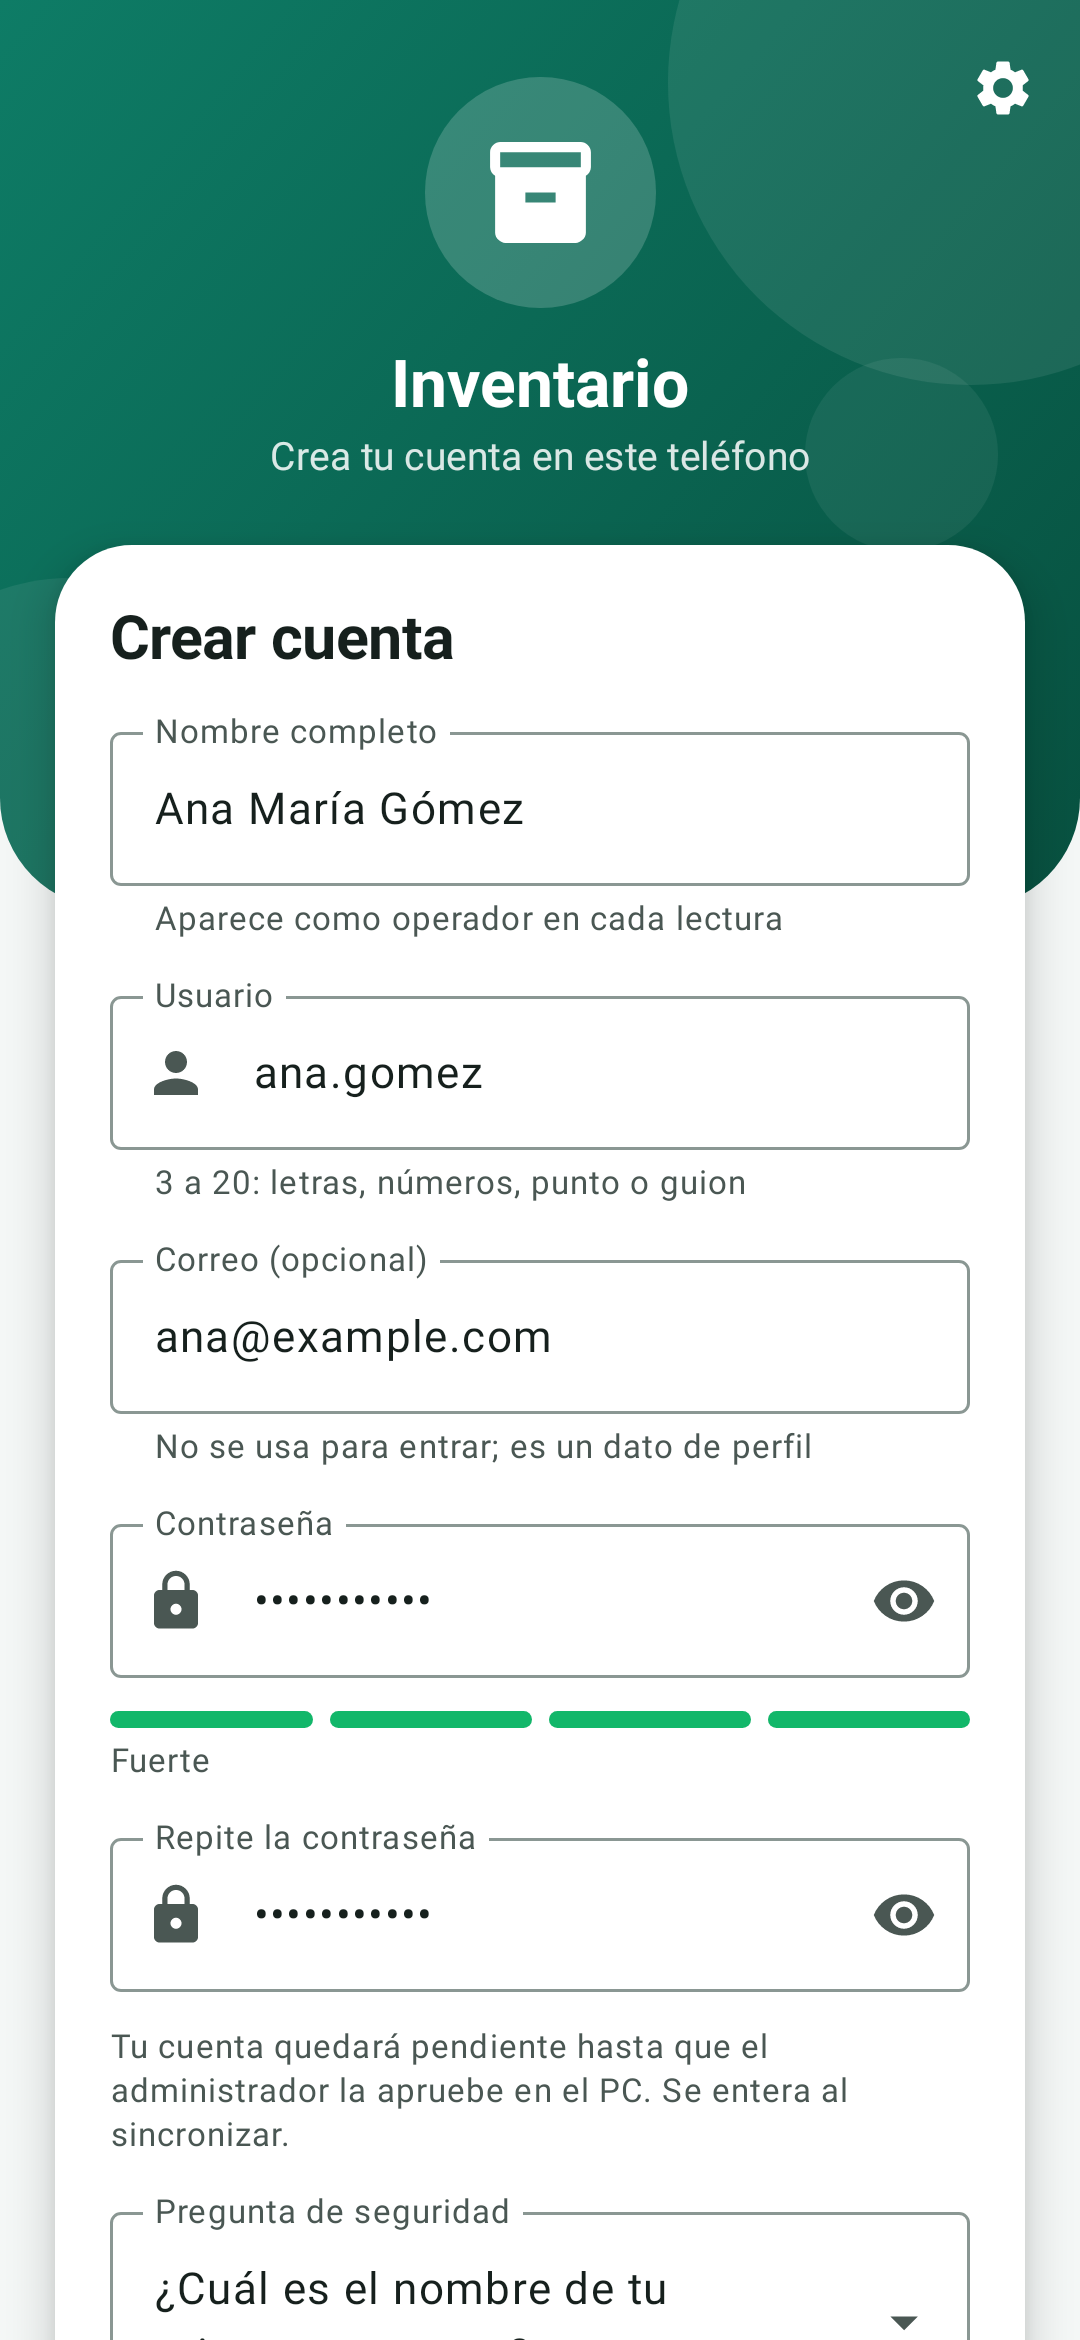 Inventario
Crea tu cuenta en este teléfono
Crear cuenta
Nombre completo
Ana María Gómez
Aparece como operador en cada lectura
Usuario
ana.gomez
3 a 20: letras, números, punto o guion
Correo (opcional)
ana@example.com
No se usa para entrar; es un dato de perfil
Contraseña
•••••••••••
Fuerte
Repite la contraseña
•••••••••••
Tu cuenta quedará pendiente hasta que el
administrador la apruebe en el PC. Se entera al
sincronizar.
Pregunta de seguridad
¿Cuál es el nombre de tu